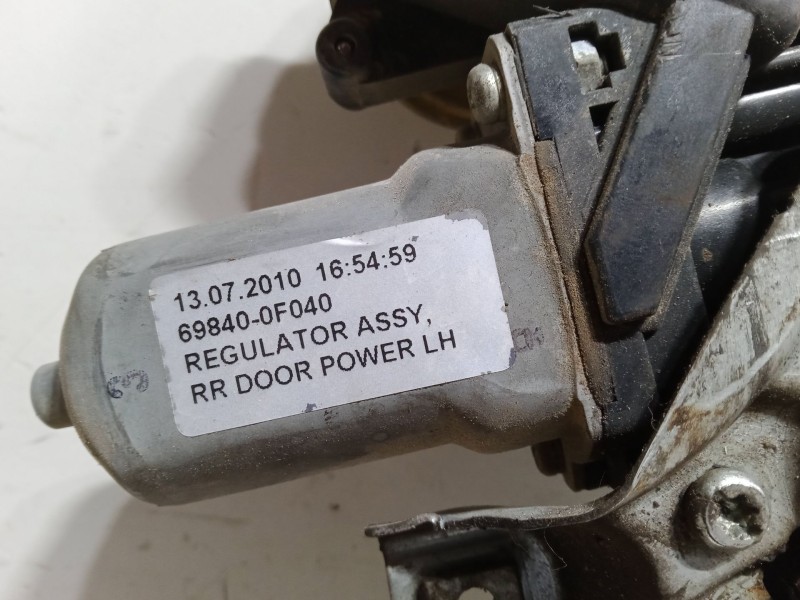 13.07.2010 16:54:59
69840-0F040
REGULATOR ASSY,
RR DOOR POWER LH